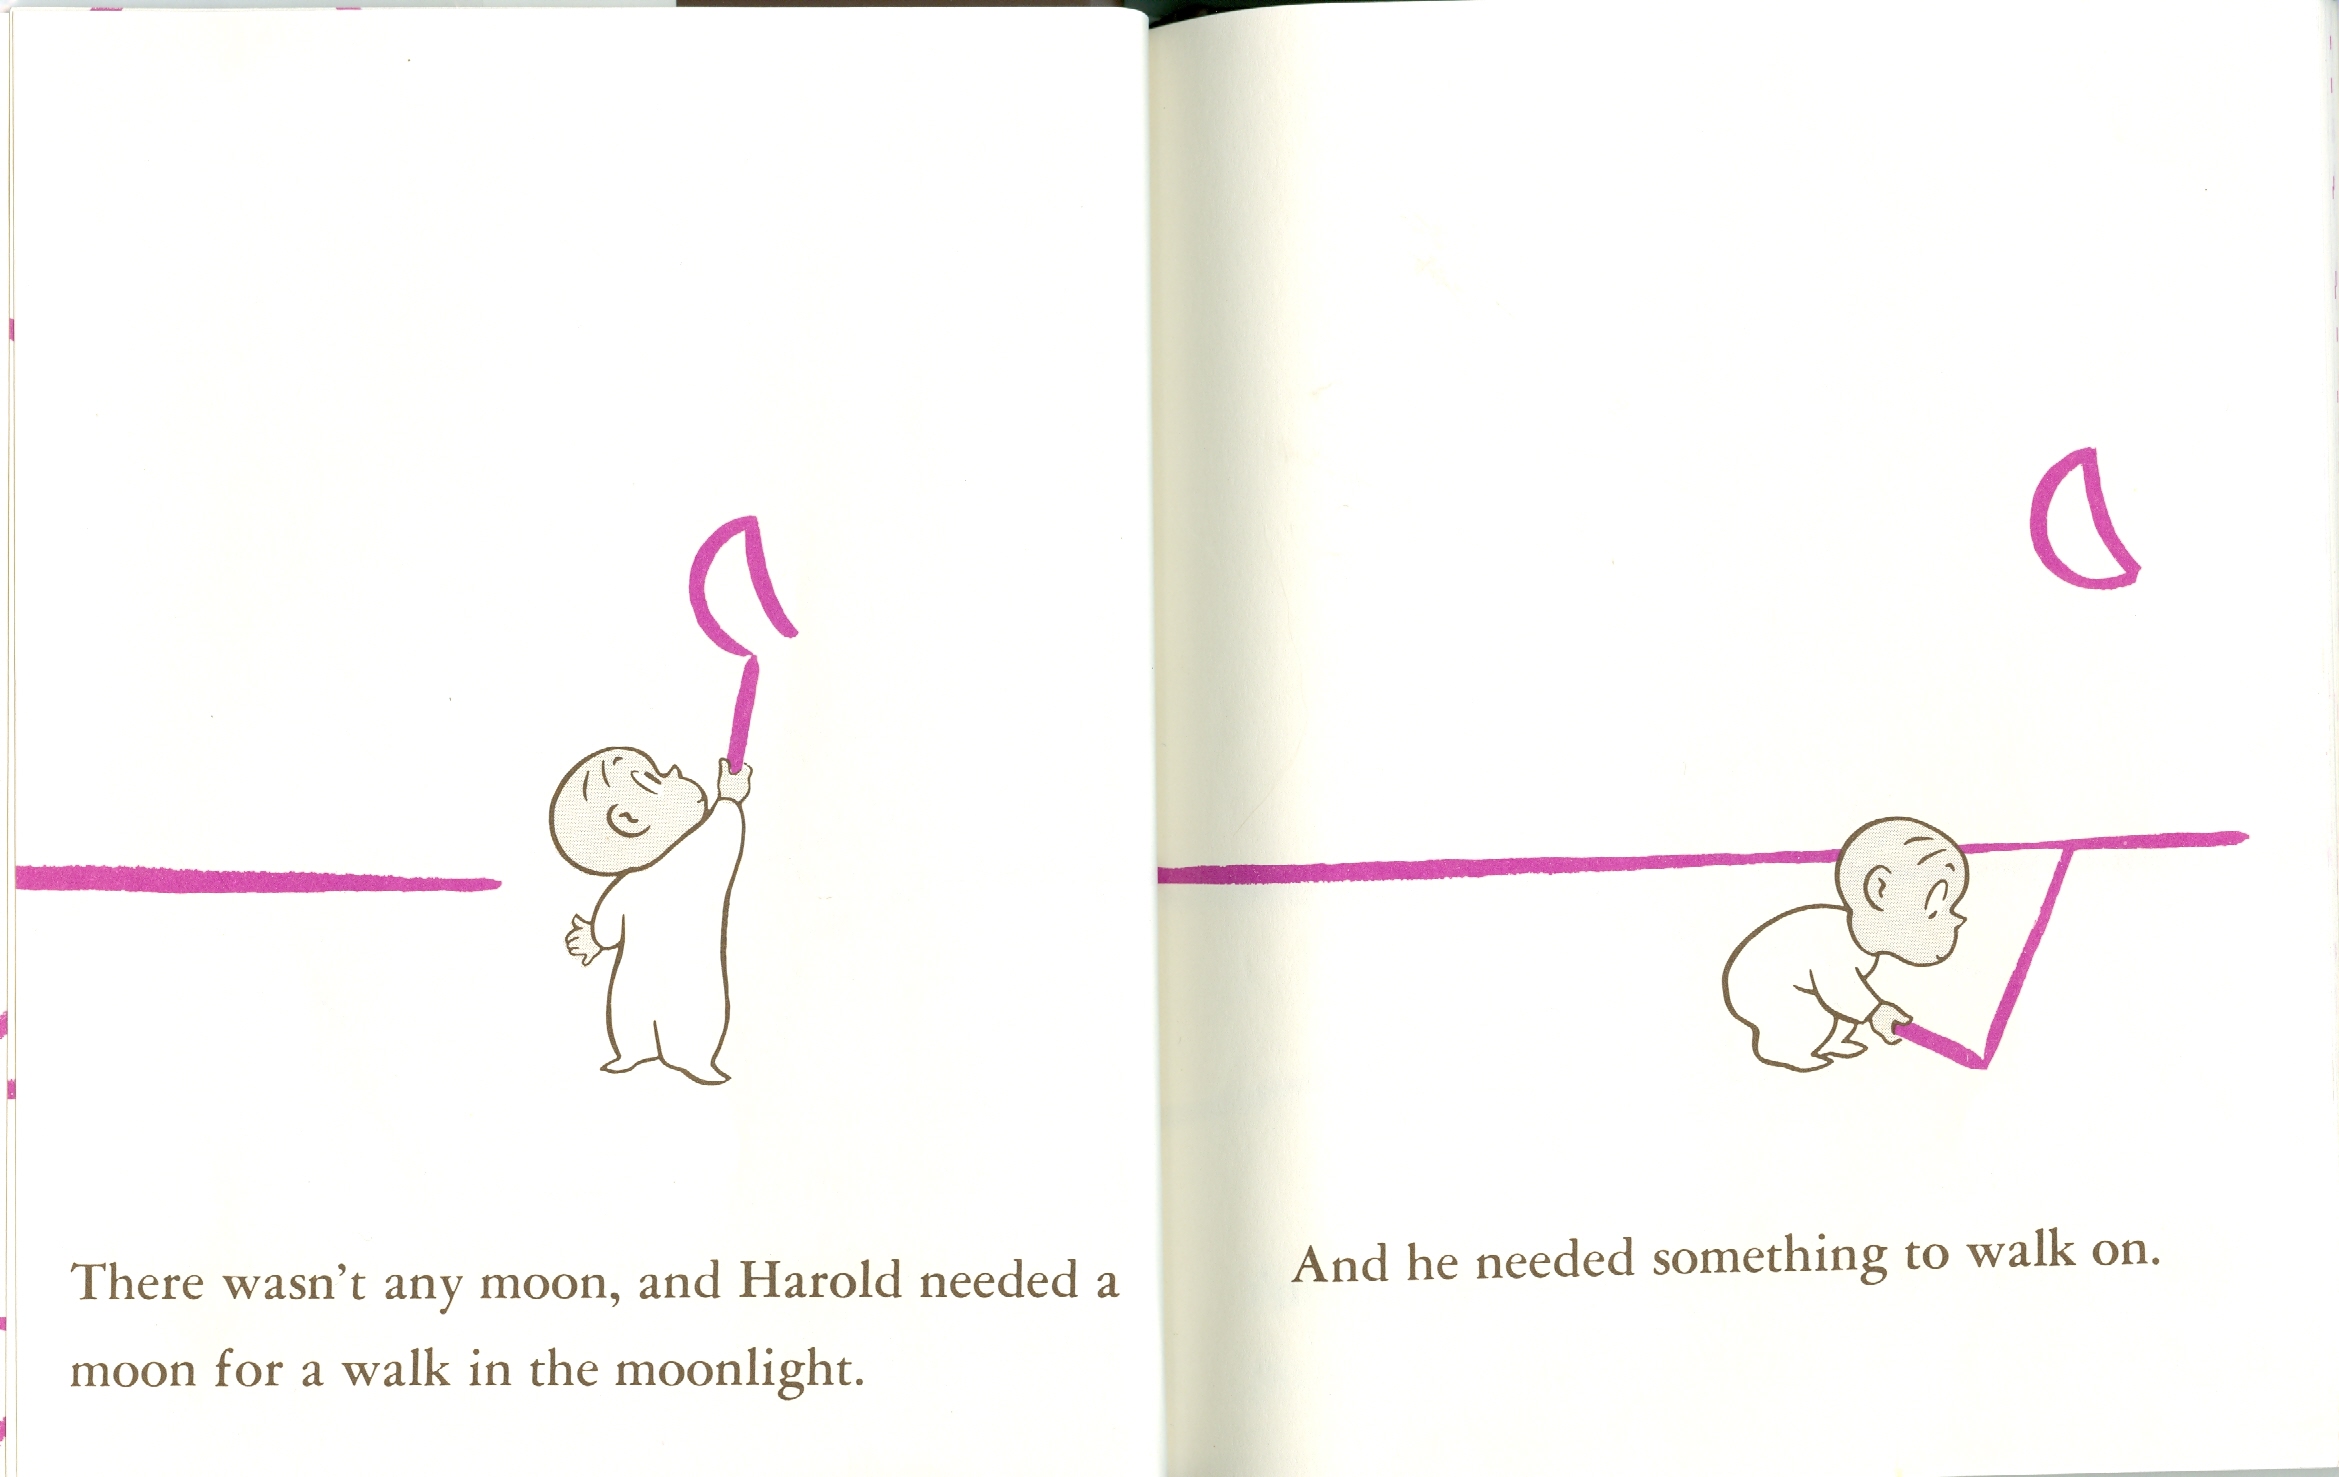 There wasn't any moon, and Harold needed a
moon for a walk in the moonlight.
And he needed something to walk on.